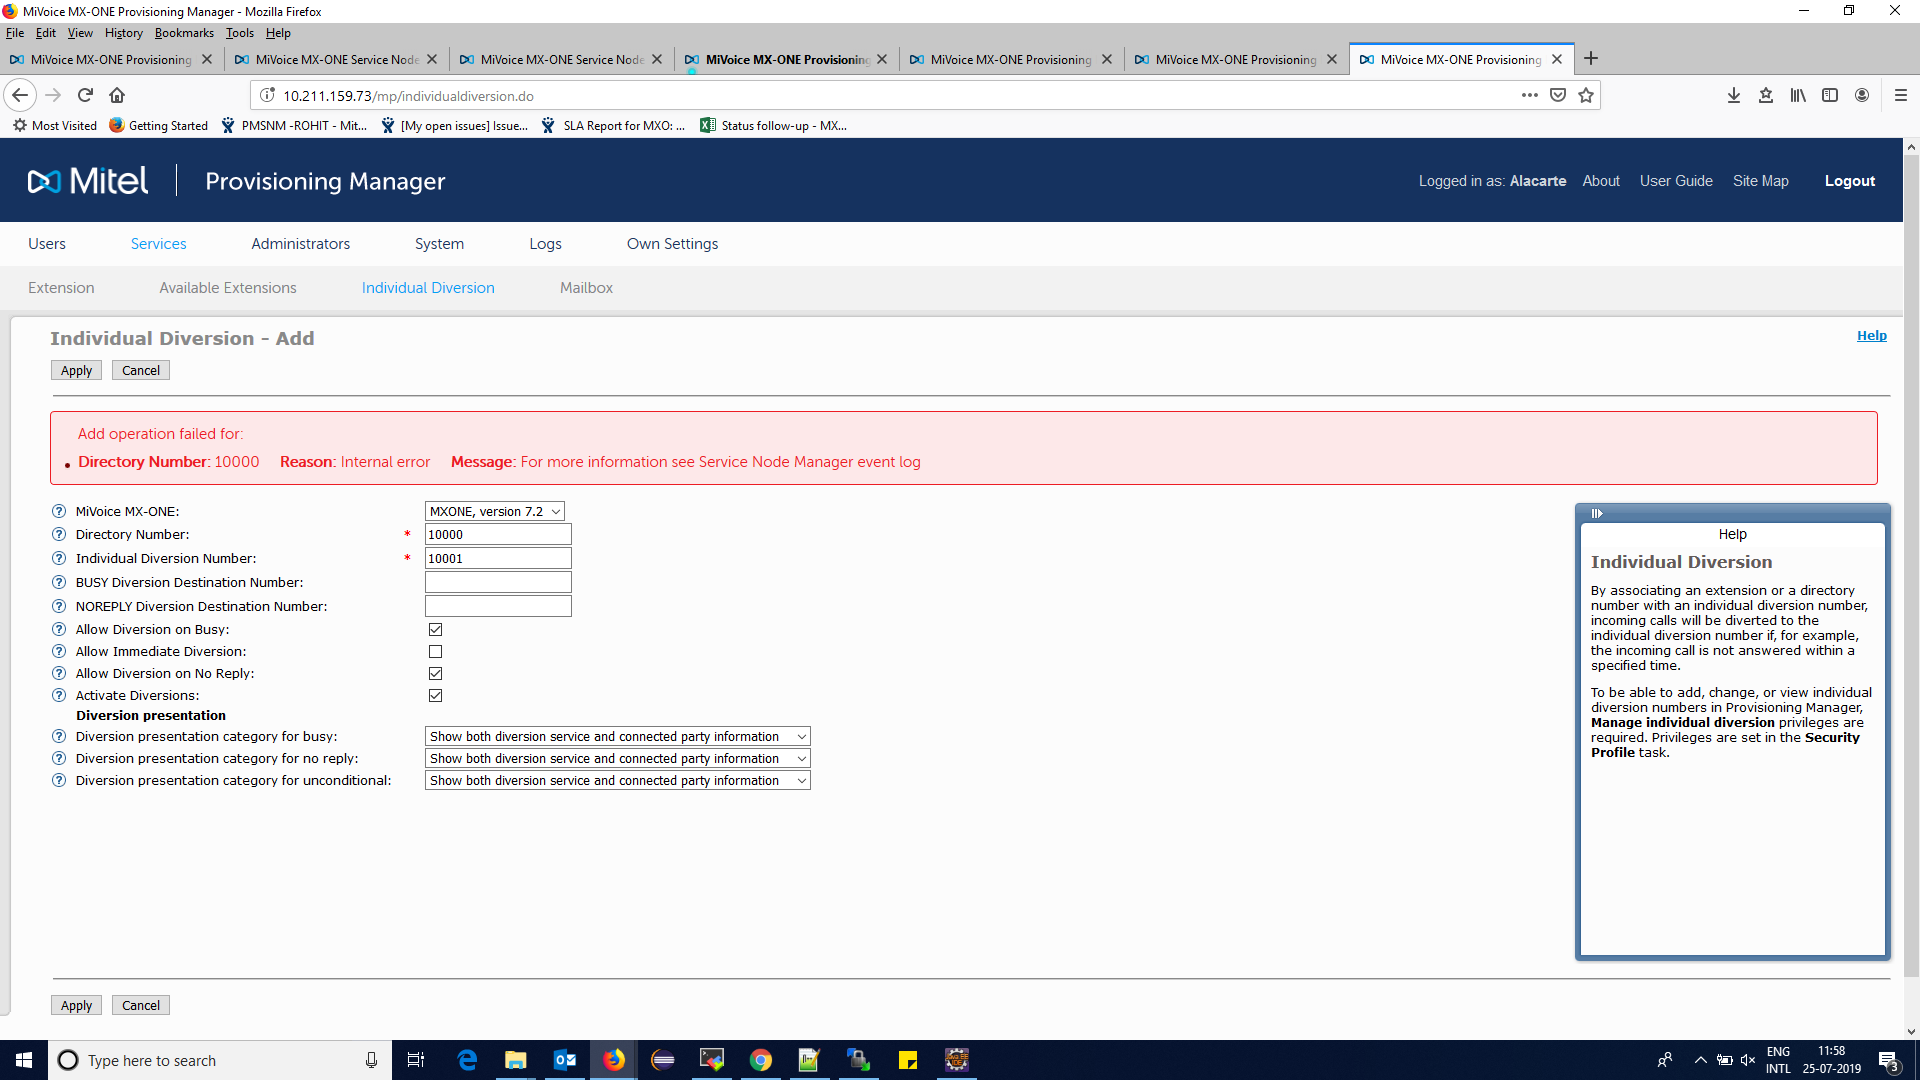 MiVoice MX-ONE Provisioning Manager - Mozilla Firefox
File Edit View History Bookmarks Tools Help
MiVoice MX-ONE Provisioning MiVoice MX-ONE Service Node MiVoice MX-ONE Service Node MiVoice MX-ONE Provisioning MiVoice MX-ONE Provisioning MiVoice MX-ONE Provisioning MiVoice MX-ONE Provisioning
10.211.159.73/mp/individualdiversion.do
Most Visited Getting Started PMSNM -ROHIT - Mit... [My open issues] Issue... SLA Report for MXO: ... Status follow-up - MX...
Mitel Provisioning Manager Logged in as: Alacarte About User Guide Site Map Logout
Users Services Administrators System Logs Own Settings
Extension Available Extensions Individual Diversion Mailbox
Individual Diversion - Add Help
Apply Cancel
Add operation failed for:
Directory Number: 10000 Reason: Internal error Message: For more information see Service Node Manager event log
MiVoice MX-ONE: MXONE, version 7.2
Directory Number: * 10000
Individual Diversion Number: * 10001
BUSY Diversion Destination Number:
NOREPLY Diversion Destination Number:
Allow Diversion on Busy:
Allow Immediate Diversion:
Allow Diversion on No Reply:
Activate Diversions:
Diversion presentation
Diversion presentation category for busy: Show both diversion service and connected party information
Diversion presentation category for no reply: Show both diversion service and connected party information
Diversion presentation category for unconditional: Show both diversion service and connected party information
Help
Individual Diversion
By associating an extension or a directory
number with an individual diversion number,
incoming calls will be diverted to the
individual diversion number if, for example,
the incoming call is not answered within a
specified time.
To be able to add, change, or view individual
diversion numbers in Provisioning Manager,
Manage individual diversion privileges are
required. Privileges are set in the Security
Profile task.
Apply Cancel
Type here to search
ENG
INTL
11:58
25-07-2019
3